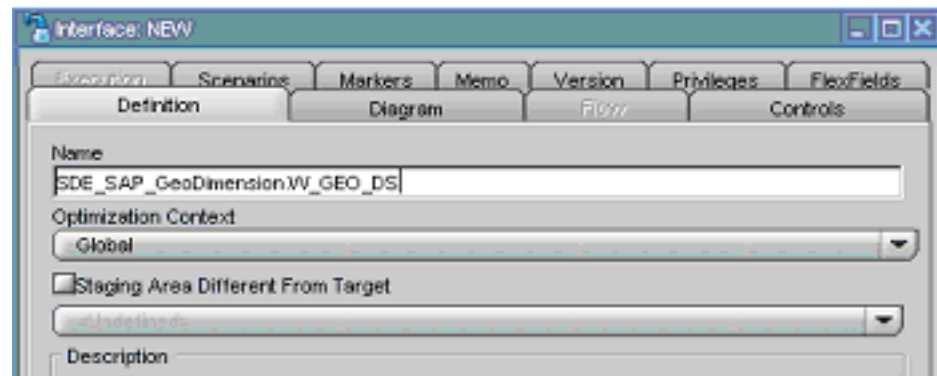 Interface: NEW
Execution Scenarios Markers Memo Version Privileges FlexFields
Definition Diagram Flow Controls
Name
SDE_SAP_GeoDimension.W_GEO_DS
Optimization Context
Global
Staging Area Different From Target
<Undefined>
Description